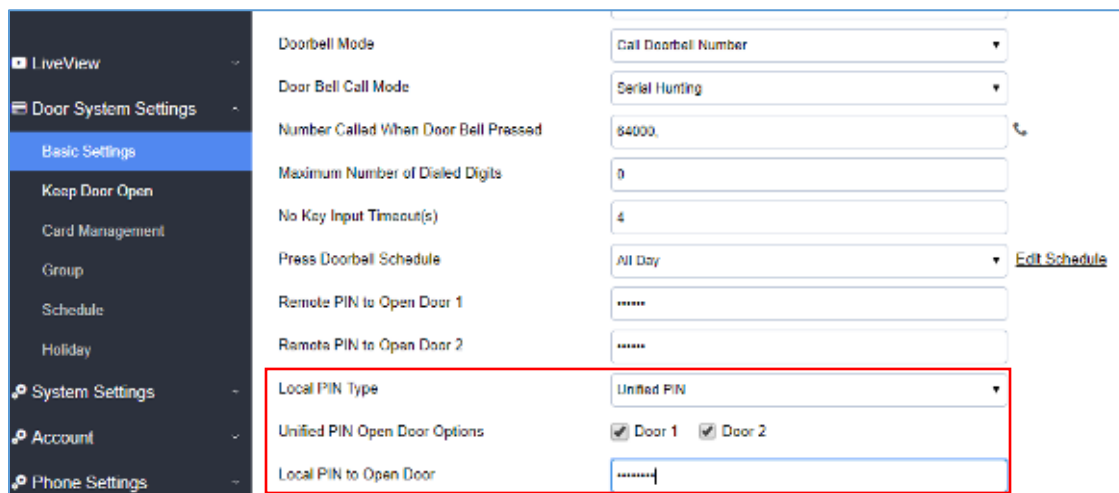 LiveView
Door System Settings
Basic Settings
Keep Door Open
Card Management
Group
Schedule
Holiday
System Settings
Account
Phone Settings
Doorbell Mode Call Doorbell Number
Door Bell Call Mode Serial Hunting
Number Called When Door Bell Pressed 64000,
Maximum Number of Dialed Digits 0
No Key Input Timeout(s) 4
Press Doorbell Schedule All Day Edit Schedule
Remote PIN to Open Door 1 ••••••
Remote PIN to Open Door 2 ••••••
Local PIN Type Unified PIN
Unified PIN Open Door Options Door 1 Door 2
Local PIN to Open Door ••••••••